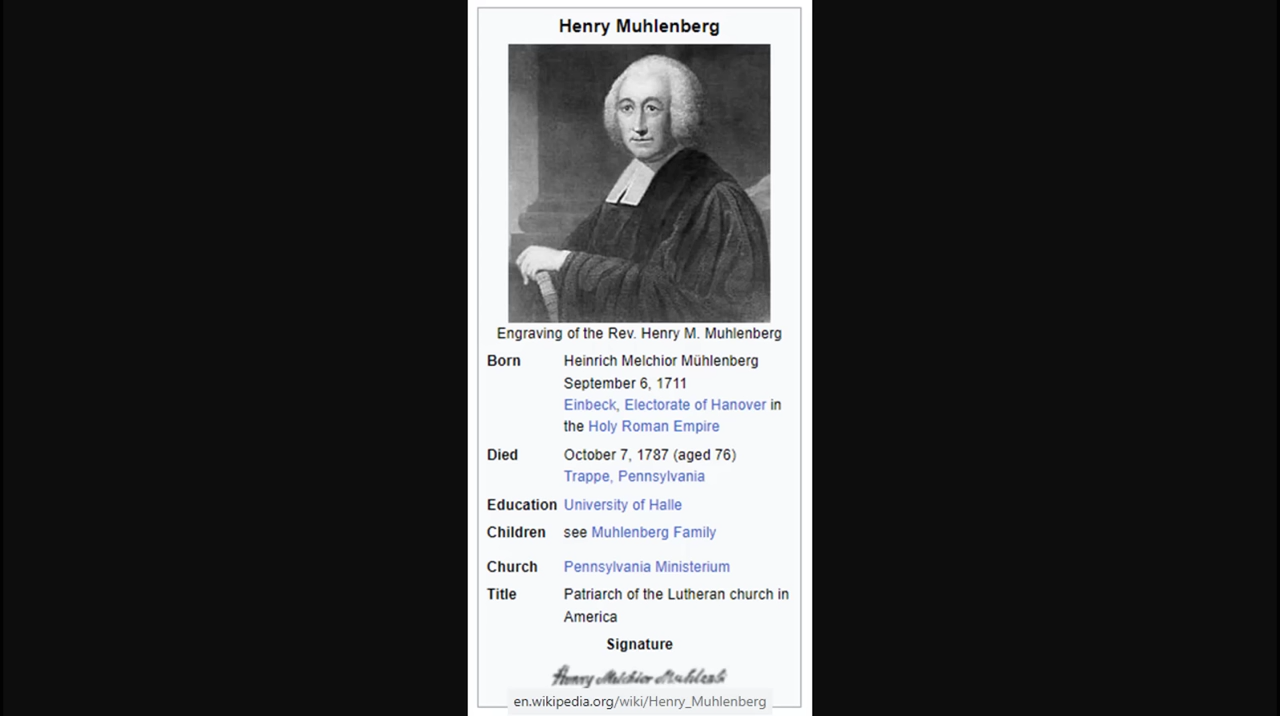 Henry Muhlenberg
Engraving of the Rev. Henry M. Muhlenberg
Born Heinrich Melchior Mühlenberg
September 6, 1711
Einbeck, Electorate of Hanover in
the Holy Roman Empire
Died October 7, 1787 (aged 76)
Trappe, Pennsylvania
Education University of Halle
Children see Muhlenberg Family
Church Pennsylvania Ministerium
Title Patriarch of the Lutheran church in
America
Signature
Henry Melchior
en.wikipedia.org/wiki/Henry_Muhlenberg